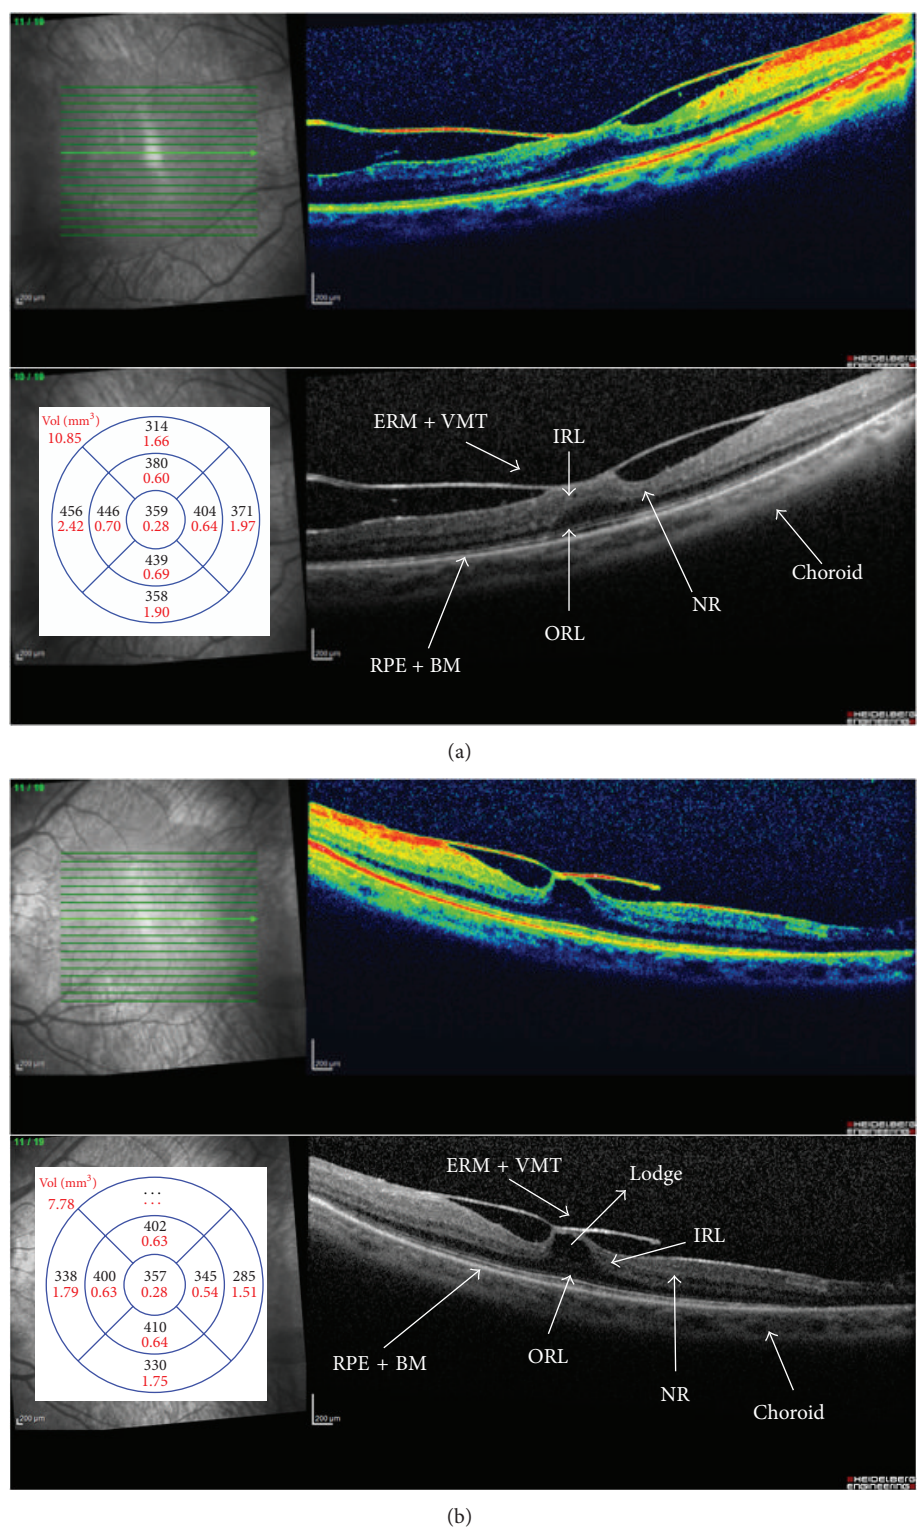 11 / 19
200 µm
200 µm
HEIDELBERG
ENGINEERING
10 / 19
Vol (mm³)
10.85
314
1.66
380
0.60
456 446 359 404 371
2.42 0.70 0.28 0.64 1.97
439
0.69
358
1.90
ERM + VMT
IRL
Choroid
NR
ORL
RPE + BM
200 µm
200 µm
HEIDELBERG
ENGINEERING
(a)
11 / 19
200 µm
200 µm
HEIDELBERG
ENGINEERING
11 / 19
Vol (mm³)
7.78
...
...
402
0.63
338 400 357 345 285
1.79 0.63 0.28 0.54 1.51
410
0.64
330
1.75
ERM + VMT
Lodge
IRL
RPE + BM
ORL
NR
Choroid
200 µm
200 µm
HEIDELBERG
ENGINEERING
(b)